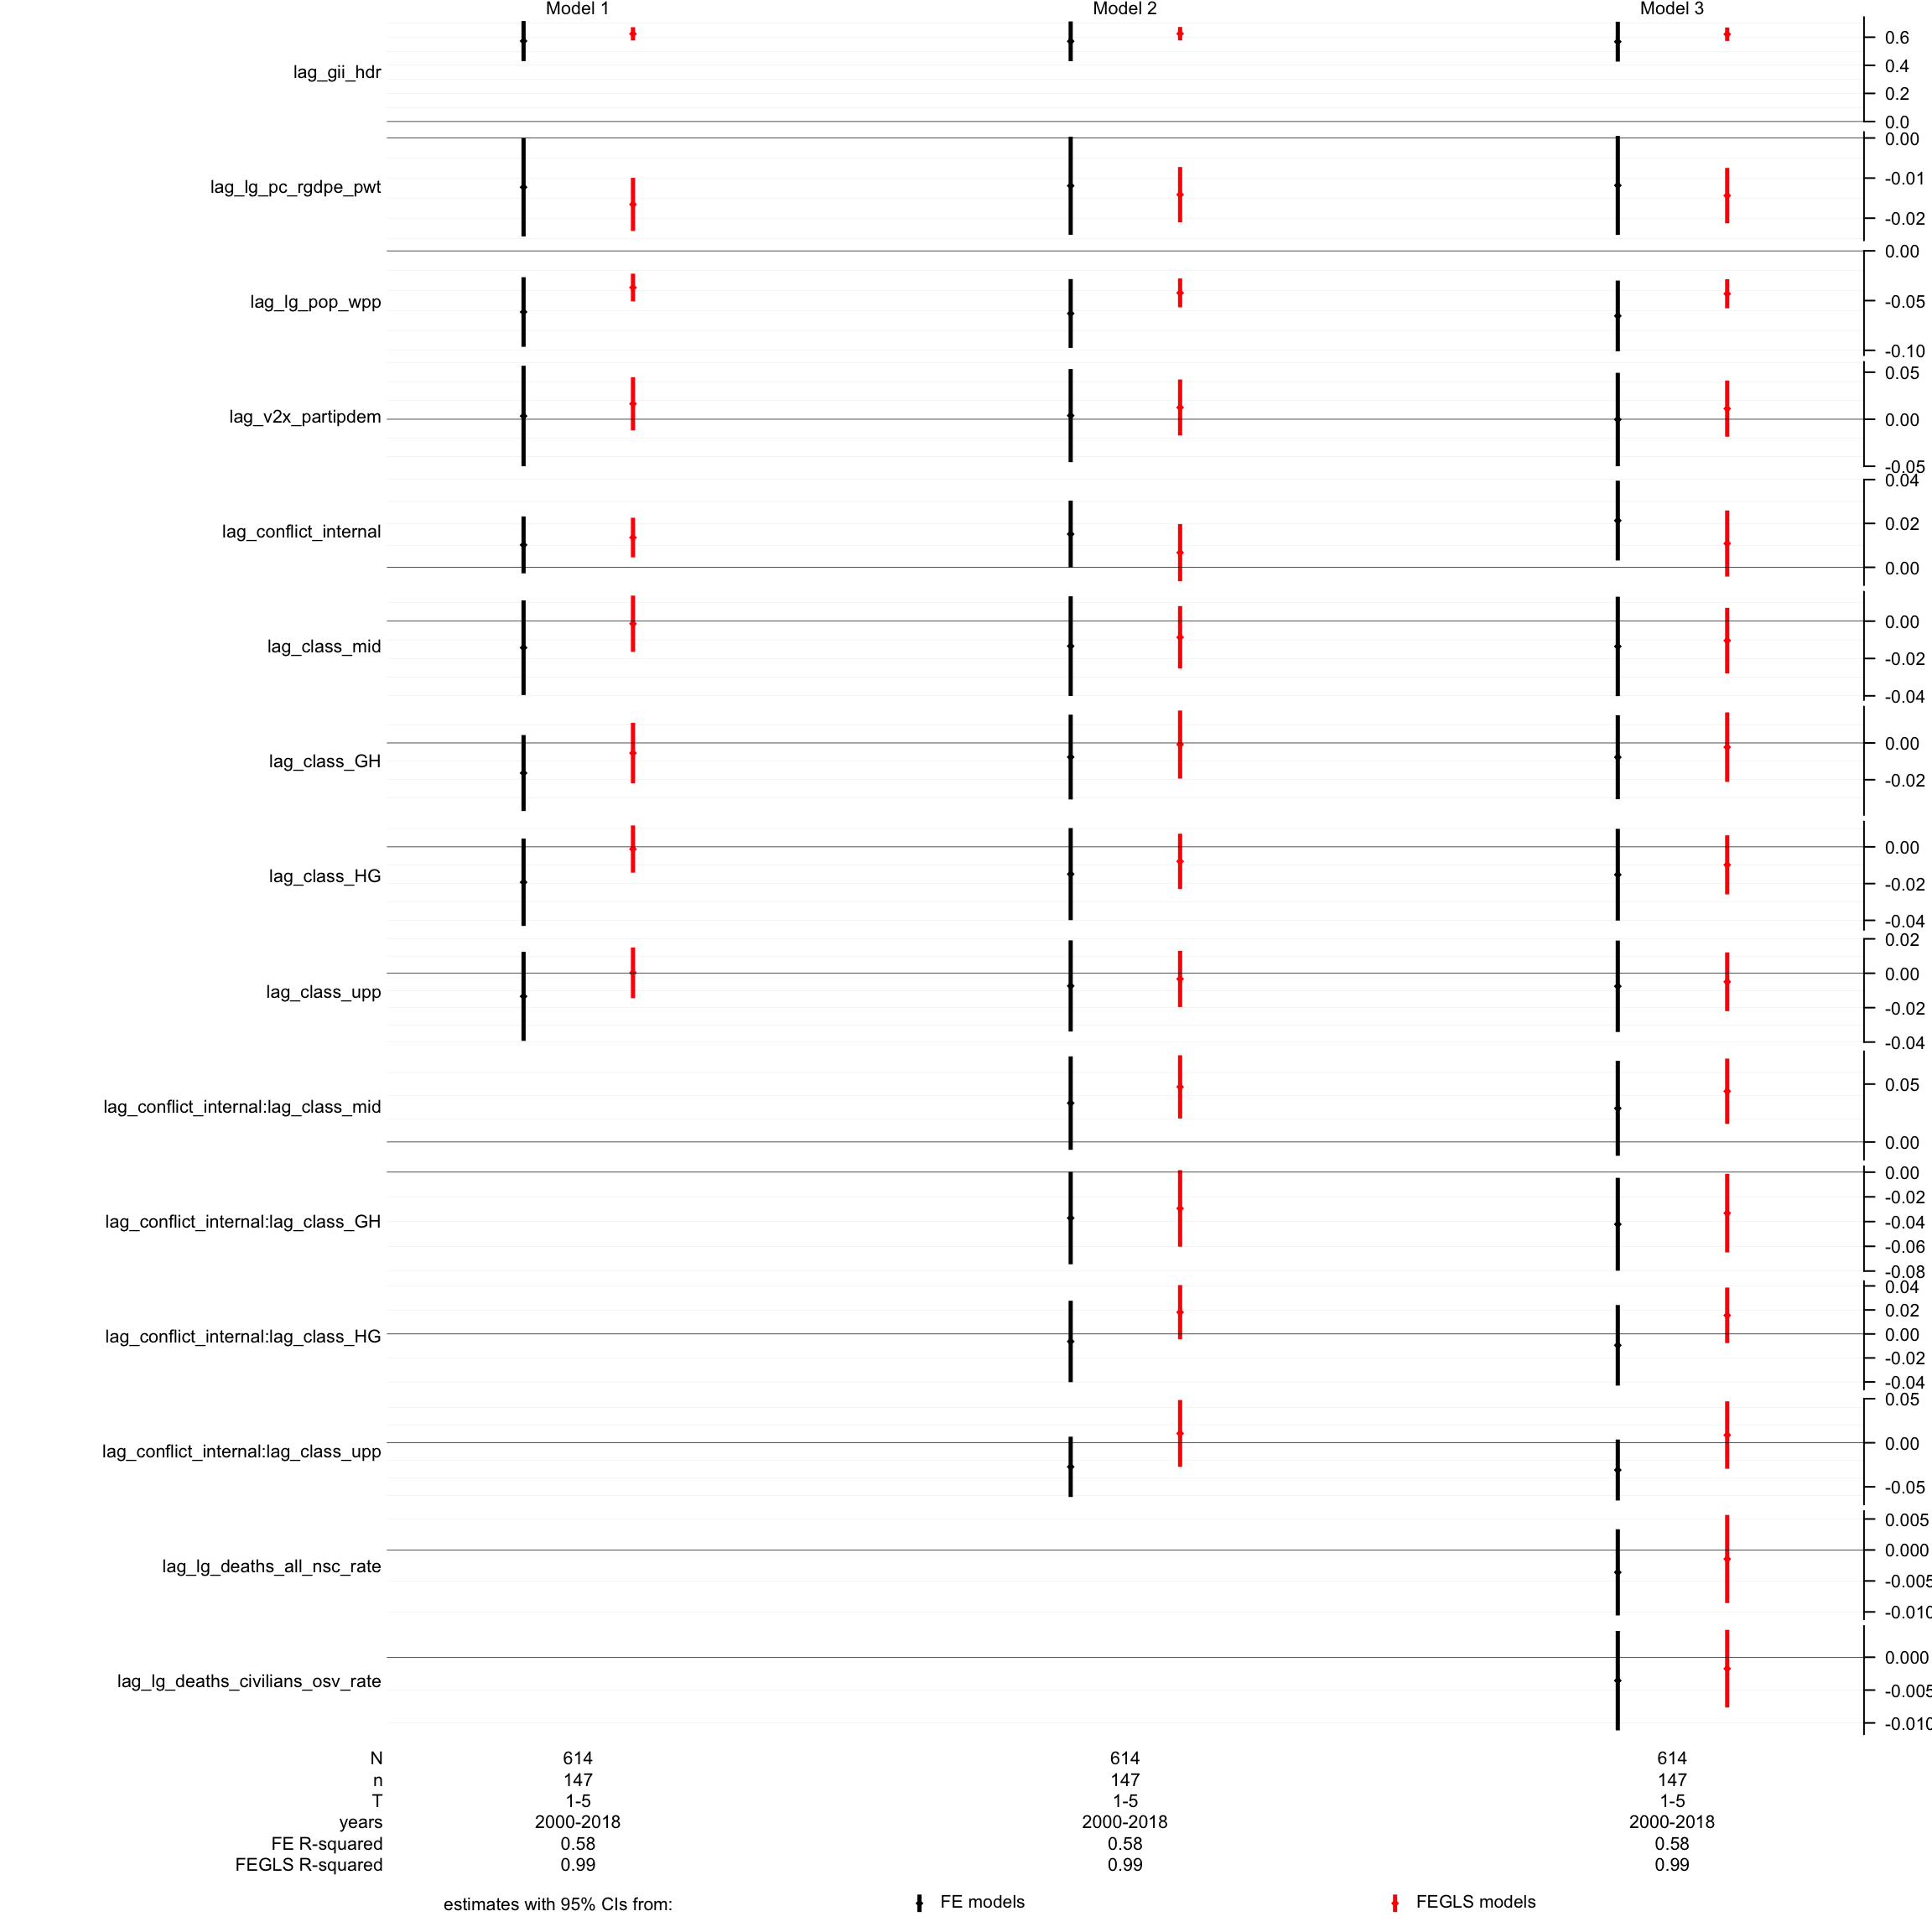 Model 1 Model 2 Model 3
lag_gii_hdr
0.6
0.4
0.2
0.0
lag_lg_pc_rgdpe_pwt
0.00
-0.01
-0.02
lag_lg_pop_wpp
0.00
-0.05
-0.10
lag_v2x_partipdem
0.05
0.00
-0.05
lag_conflict_internal
0.04
0.02
0.00
lag_class_mid
0.00
-0.02
-0.04
lag_class_GH
0.00
-0.02
lag_class_HG
0.00
-0.02
-0.04
lag_class_upp
0.02
0.00
-0.02
-0.04
lag_conflict_internal:lag_class_mid
0.05
0.00
lag_conflict_internal:lag_class_GH
0.00
-0.02
-0.04
-0.06
-0.08
lag_conflict_internal:lag_class_HG
0.04
0.02
0.00
-0.02
-0.04
lag_conflict_internal:lag_class_upp
0.05
0.00
-0.05
lag_lg_deaths_all_nsc_rate
0.005
0.000
-0.005
-0.010
lag_lg_deaths_civilians_osv_rate
0.000
-0.005
-0.010
N 614 614 614
n 147 147 147
T 1-5 1-5 1-5
years 2000-2018 2000-2018 2000-2018
FE R-squared 0.58 0.58 0.58
FEGLS R-squared 0.99 0.99 0.99
estimates with 95% CIs from: FE models FEGLS models